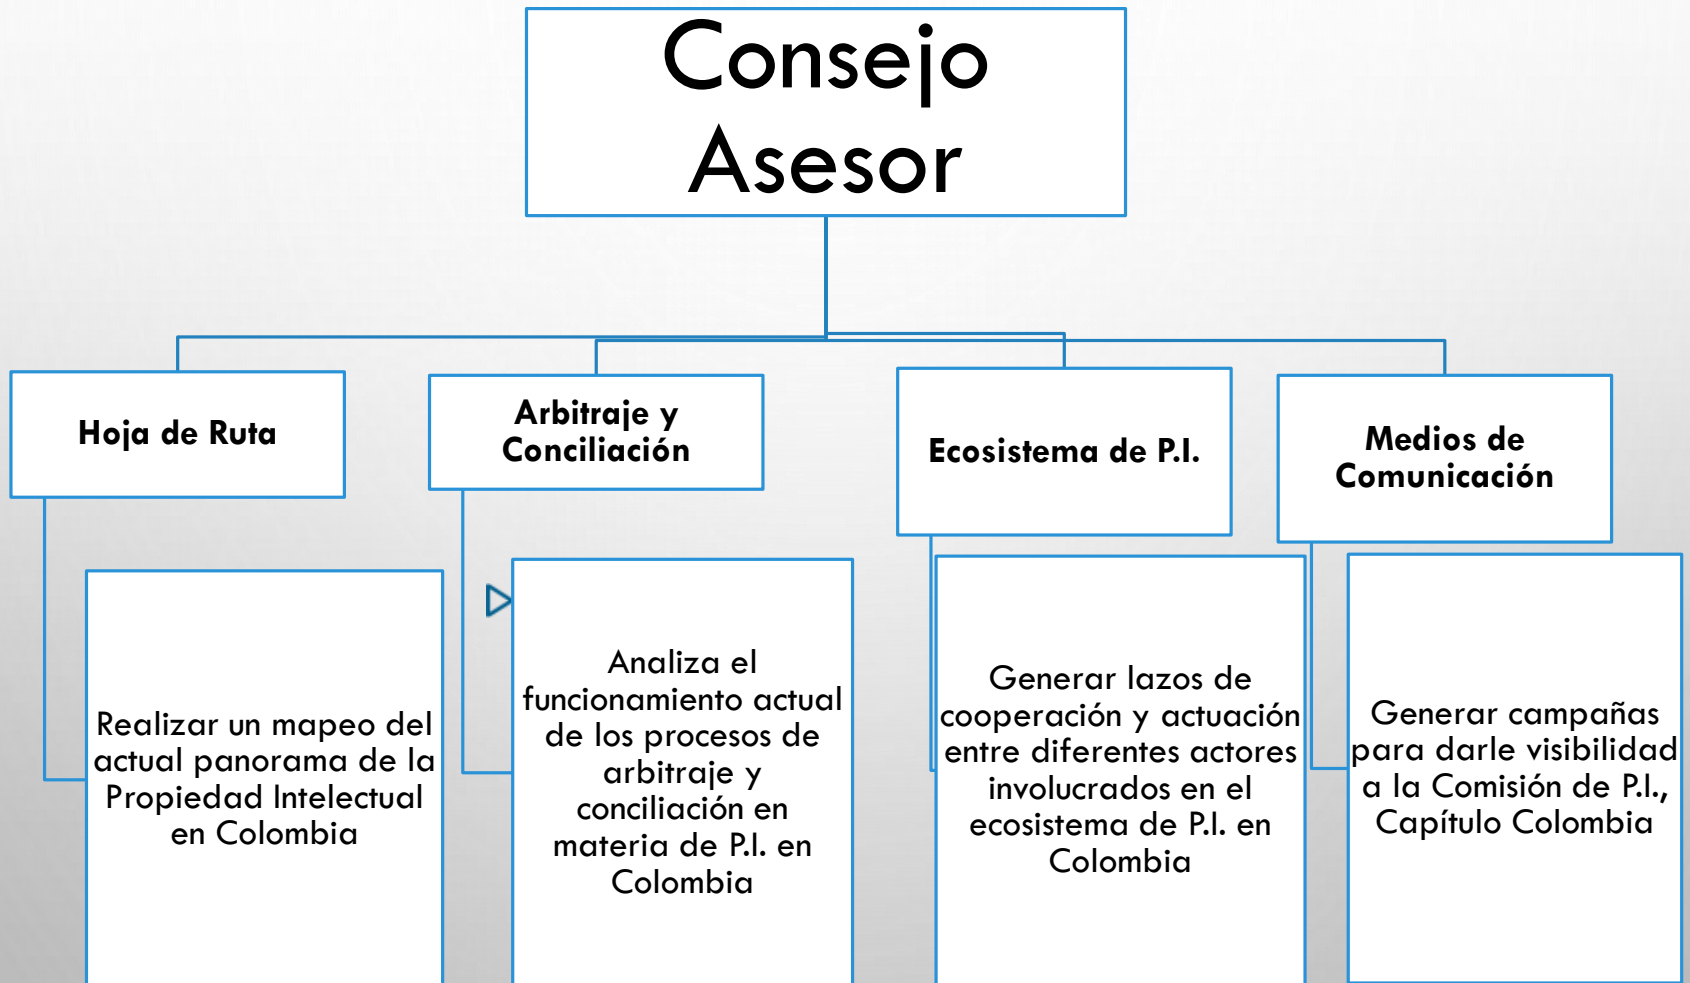 Consejo
Asesor
Hoja de Ruta
Arbitraje y
Conciliación
Ecosistema de P.I.
Medios de
Comunicación
Realizar un mapeo del
actual panorama de la
Propiedad Intelectual
en Colombia
Analiza el
funcionamiento actual
de los procesos de
arbitraje y
conciliación en
materia de P.I. en
Colombia
Generar lazos de
cooperación y actuación
entre diferentes actores
involucrados en el
ecosistema de P.I. en
Colombia
Generar campañas
para darle visibilidad
a la Comisión de P.I.,
Capítulo Colombia